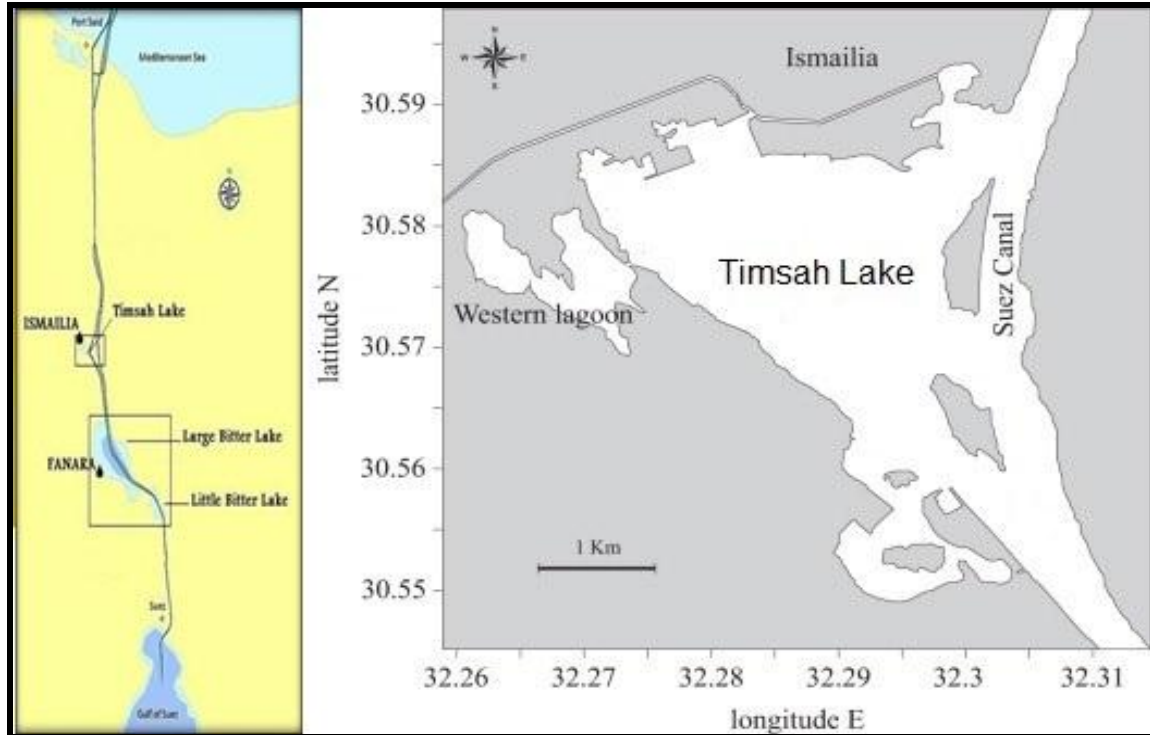 Port Said
Mediterranean Sea
N
Timsah Lake
ISMAILIA
Large Bitter Lake
FANARA
Little Bitter Lake
Suez
Gulf of Suez
N
W E
S
Ismailia
Timsah Lake
Suez Canal
Western lagoon
1 Km
latitude N
30.59
30.58
30.57
30.56
30.55
32.26 32.27 32.28 32.29 32.3 32.31
longitude E